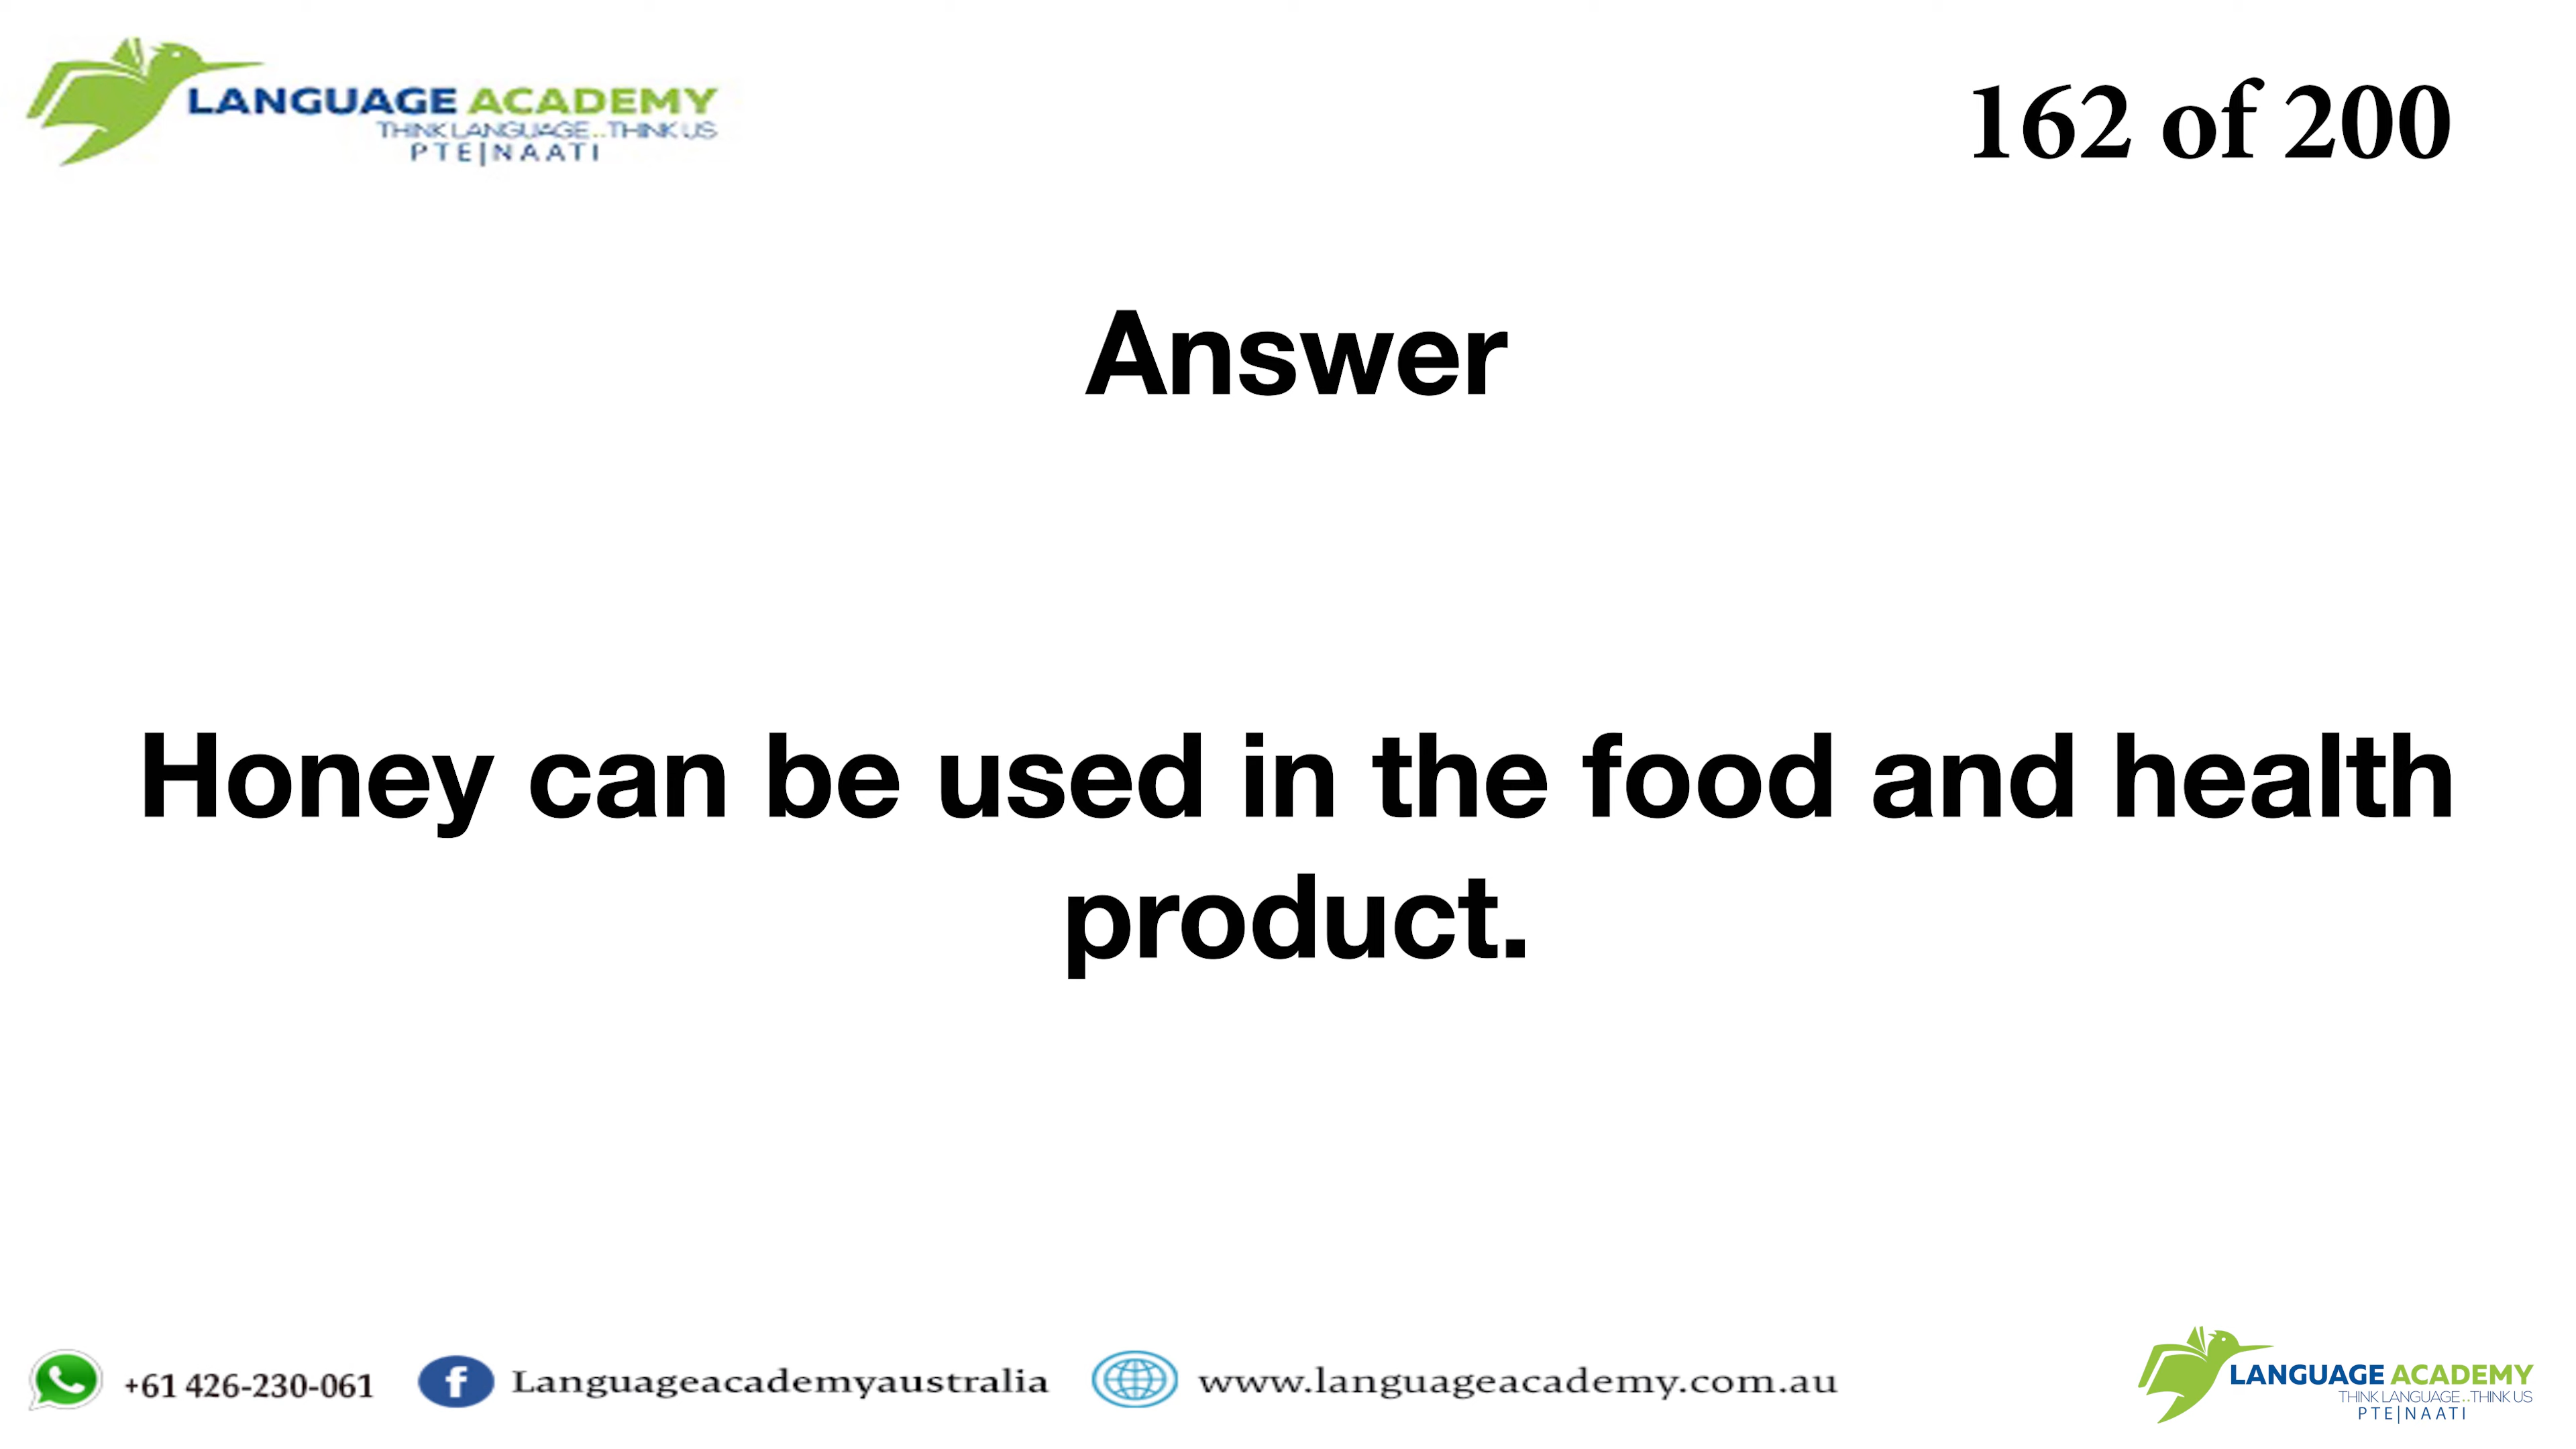 LANGUAGE ACADEMY
THINK LANGUAGE..THINK US
PTE|NAATI
162 of 200
Answer
Honey can be used in the food and health
product.
+61 426-230-061
Languageacademyaustralia
www.languageacademy.com.au
LANGUAGE ACADEMY
THINK LANGUAGE..THINK US
PTE|NAATI